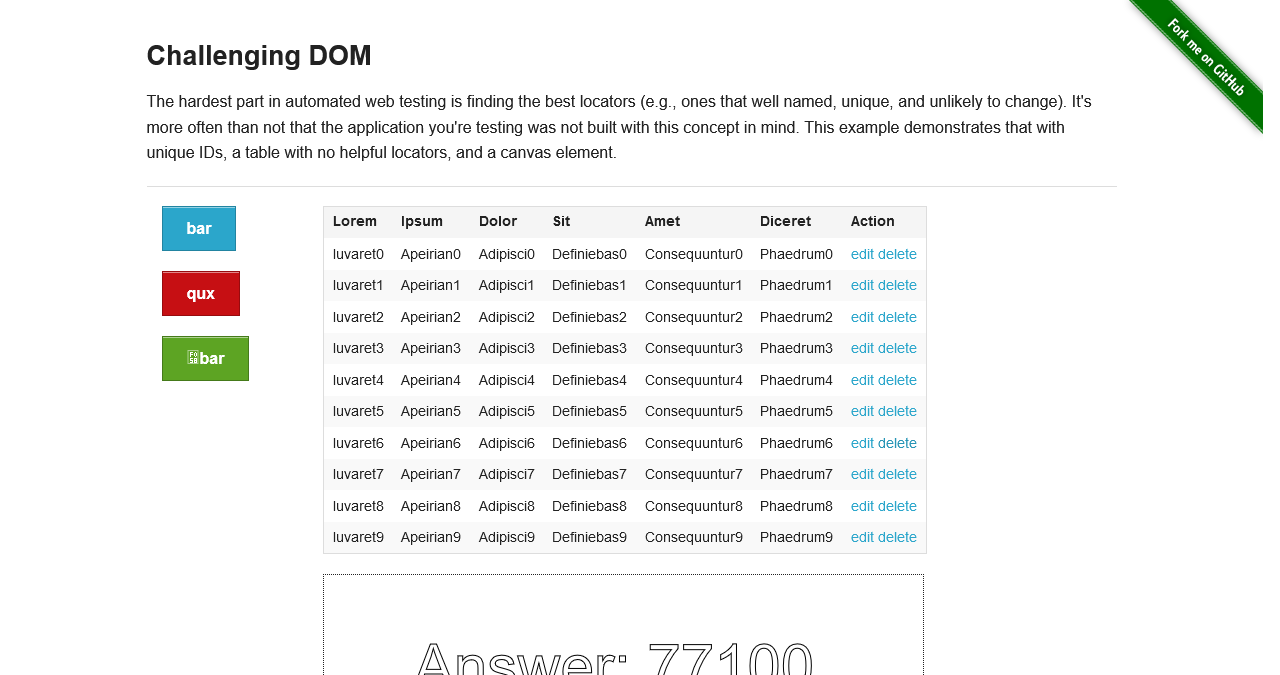 Fork me on GitHub
Challenging DOM
The hardest part in automated web testing is finding the best locators (e.g., ones that well named, unique, and unlikely to change). It's
more often than not that the application you're testing was not built with this concept in mind. This example demonstrates that with
unique IDs, a table with no helpful locators, and a canvas element.
bar
qux
bar
Lorem Ipsum Dolor Sit Amet Diceret Action
Iuvaret0 Apeirian0 Adipisci0 Definiebas0 Consequuntur0 Phaedrum0 edit delete
Iuvaret1 Apeirian1 Adipisci1 Definiebas1 Consequuntur1 Phaedrum1 edit delete
Iuvaret2 Apeirian2 Adipisci2 Definiebas2 Consequuntur2 Phaedrum2 edit delete
Iuvaret3 Apeirian3 Adipisci3 Definiebas3 Consequuntur3 Phaedrum3 edit delete
Iuvaret4 Apeirian4 Adipisci4 Definiebas4 Consequuntur4 Phaedrum4 edit delete
Iuvaret5 Apeirian5 Adipisci5 Definiebas5 Consequuntur5 Phaedrum5 edit delete
Iuvaret6 Apeirian6 Adipisci6 Definiebas6 Consequuntur6 Phaedrum6 edit delete
Iuvaret7 Apeirian7 Adipisci7 Definiebas7 Consequuntur7 Phaedrum7 edit delete
Iuvaret8 Apeirian8 Adipisci8 Definiebas8 Consequuntur8 Phaedrum8 edit delete
Iuvaret9 Apeirian9 Adipisci9 Definiebas9 Consequuntur9 Phaedrum9 edit delete
Answer: 77100